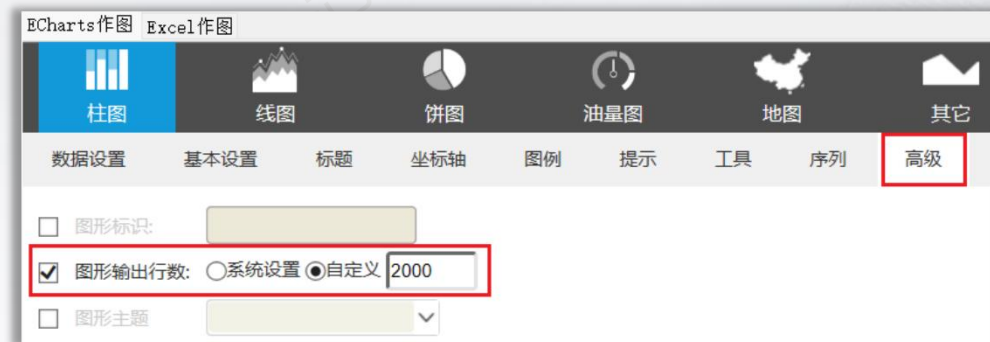 ECharts作图 Excel作图
柱图 线图 饼图 油量图 地图 其它
数据设置 基本设置 标题 坐标轴 图例 提示 工具 序列 高级
图形标识:
图形输出行数: 系统设置 自定义 2000
图形主题